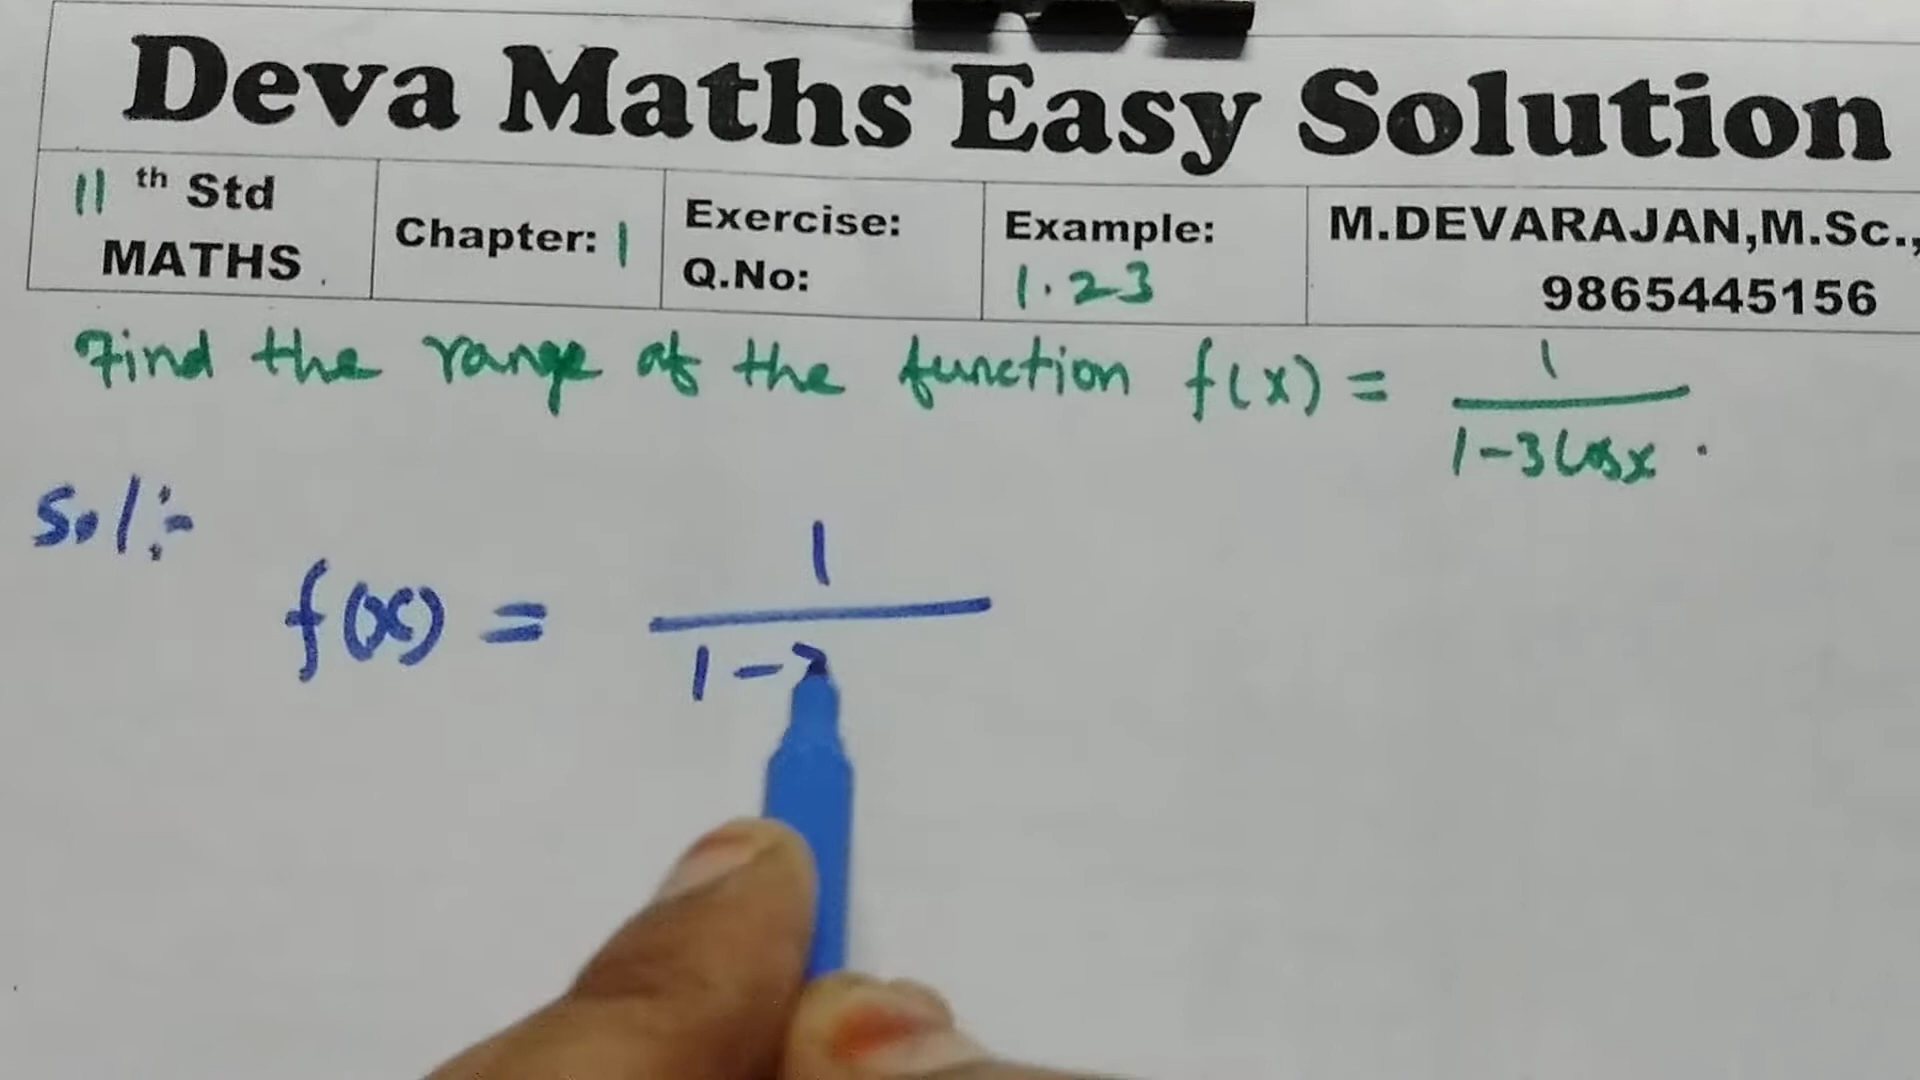 Deva Maths Easy Solution
11 th Std MATHS
Chapter: 1
Exercise:
Q.No:
Example:
1.23
M.DEVARAJAN,M.Sc.,
9865445156
Find the range of the function f(x) = 1 / 1-3cosx .
Sol:-
f(x) = 1 / 1-